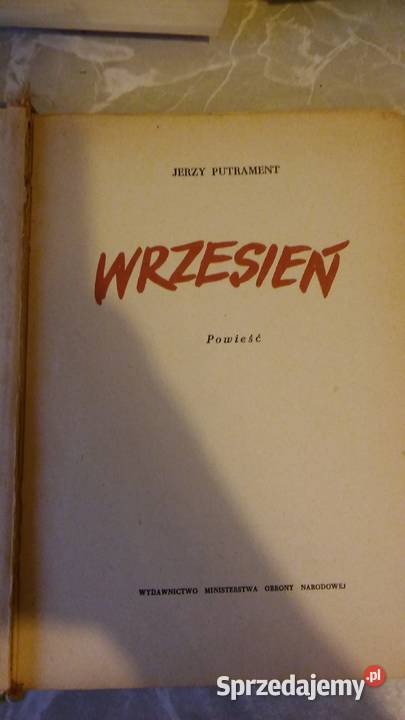 JERZY PUTRAMENT
WRZESIEŃ
Powieść
WYDAWNICTWO MINISTERSTWA OBRONY NARODOWEJ
Sprzedajemy.pl